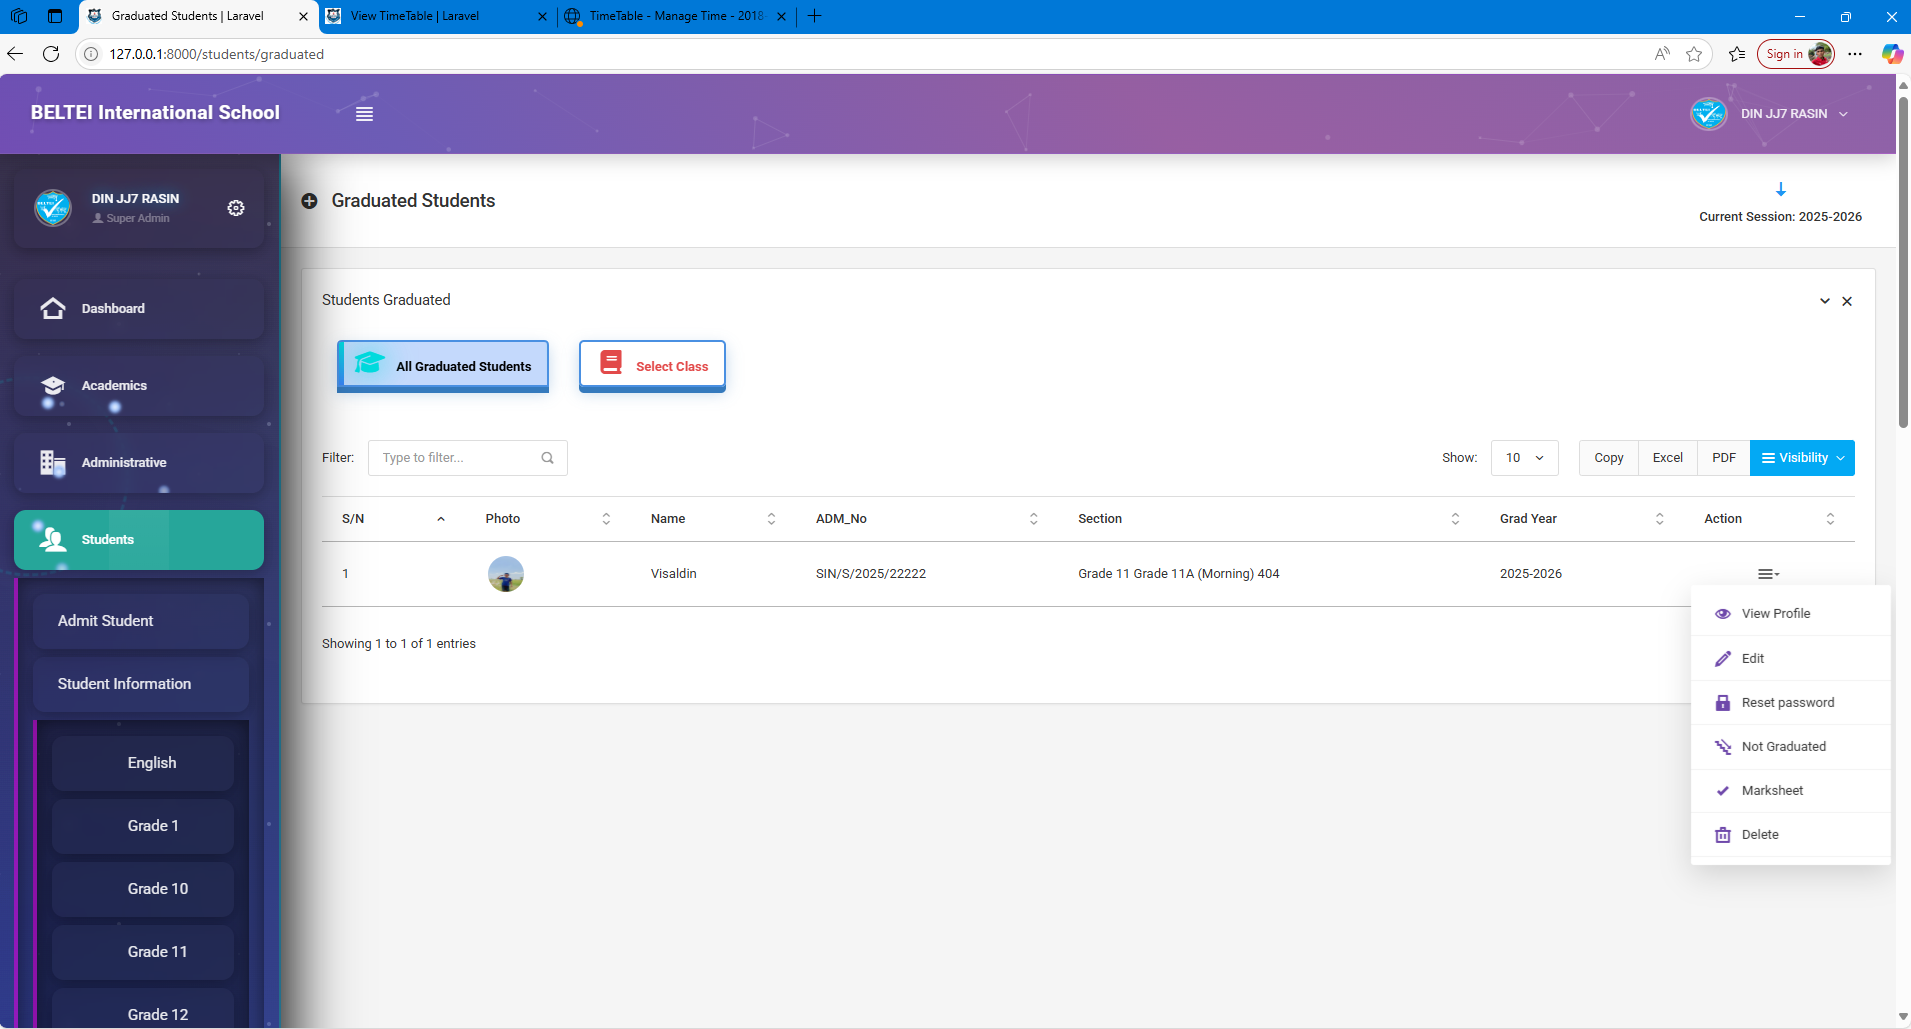 Graduated Students | Laravel
View TimeTable | Laravel
TimeTable - Manage Time - 2018-
127.0.0.1:8000/students/graduated
Sign in
BELTEI International School
DIN JJ7 RASIN
DIN JJ7 RASIN
Super Admin
Graduated Students
Current Session: 2025-2026
Dashboard
Academics
Administrative
Students
Admit Student
Student Information
English
Grade 1
Grade 10
Grade 11
Grade 12
Students Graduated
All Graduated Students
Select Class
Filter:
Type to filter...
Show:
10
Copy
Excel
PDF
Visibility
S/N Photo Name ADM_No Section Grad Year Action
1 Visaldin SIN/S/2025/22222 Grade 11 Grade 11A (Morning) 404 2025-2026
Showing 1 to 1 of 1 entries
View Profile
Edit
Reset password
Not Graduated
Marksheet
Delete